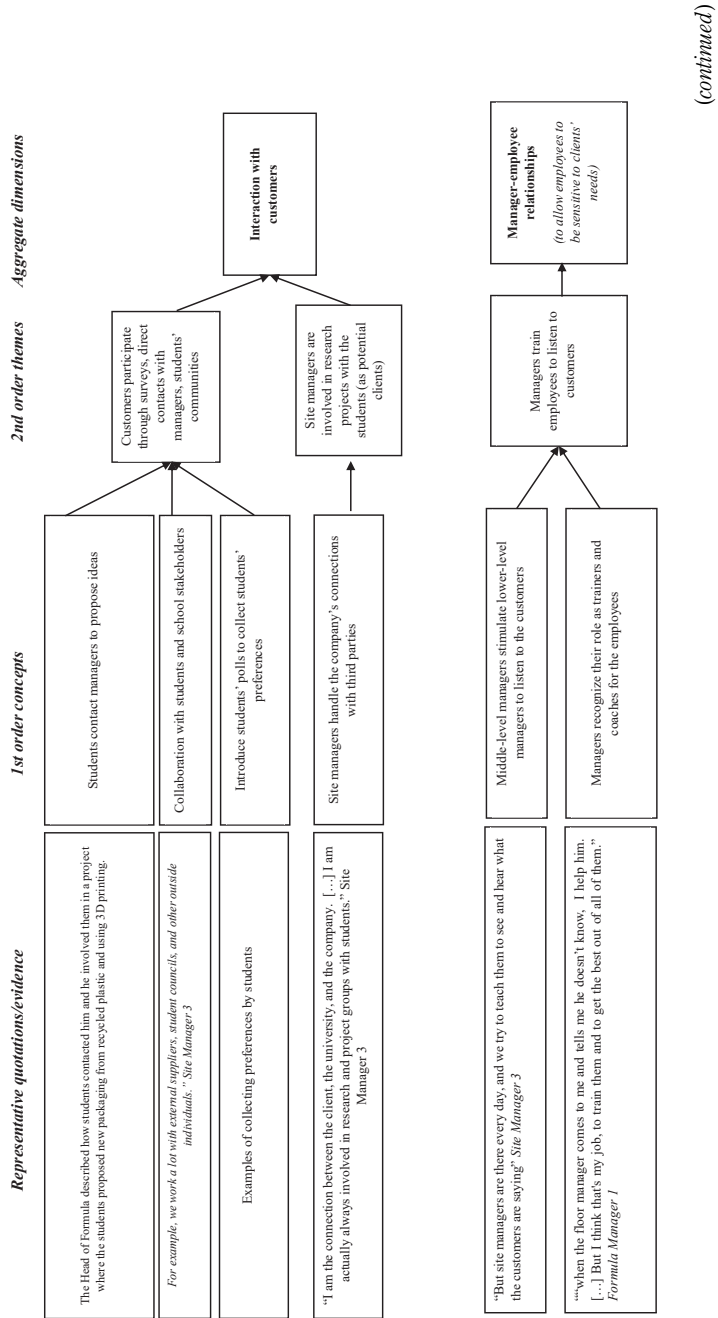 Representative quotations/evidence
1st order concepts
2nd order themes
Aggregate dimensions
The Head of Formula described how students contacted him and he involved them in a project
where the students proposed new packaging from recycled plastic and using 3D printing.
Students contact managers to propose ideas
For example, we work a lot with external suppliers, student councils, and other outside
individuals." Site Manager 3
Collaboration with students and school stakeholders
Examples of collecting preferences by students
Introduce students' polls to collect students'
preferences
Customers participate
through surveys, direct
contacts with
managers, students'
communities
"I am the connection between the client, the university, and the company. […] I am
actually always involved in research and project groups with students." Site
Manager 3
Site managers handle the company's connections
with third parties
Site managers are
involved in research
projects with the
students (as potential
clients)
Interaction with
customers
"But site managers are there every day, and we try to teach them to see and hear what
the customers are saying" Site Manager 3
Middle-level managers stimulate lower-level
managers to listen to the customers
""when the floor manager comes to me and tells me he doesn't know, I help him.
[…] But I think that's my job, to train them and to get the best out of all of them."
Formula Manager 1
Managers recognize their role as trainers and
coaches for the employees
Managers train
employees to listen to
customers
Manager-employee
relationships
(to allow employees to
be sensitive to clients'
needs)
(continued)